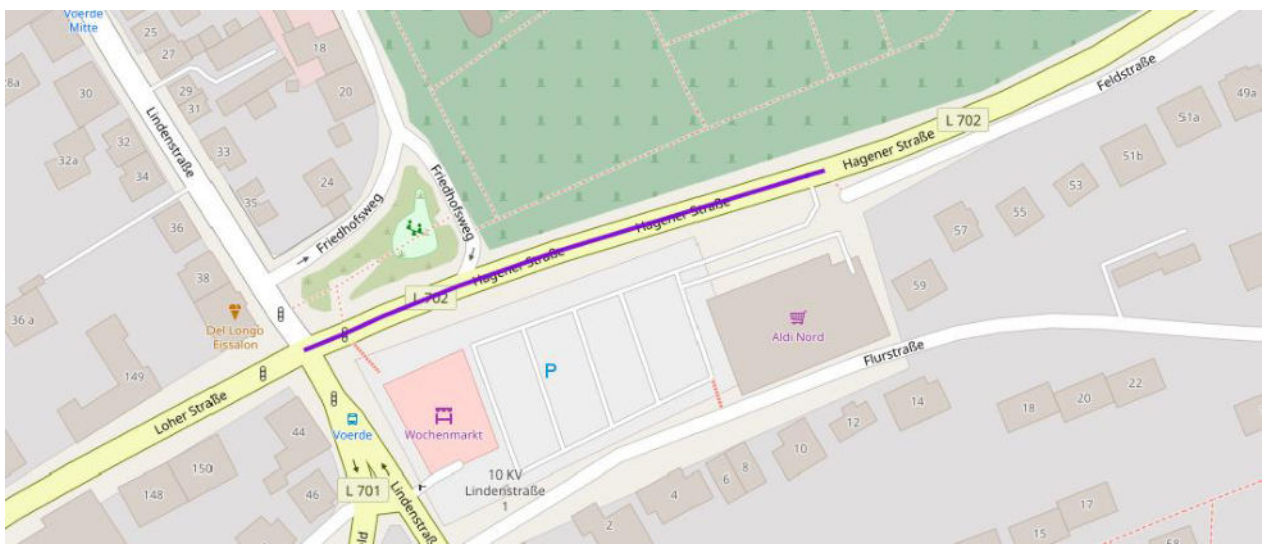 Voerde
Mitte
25
27
18
28a
30
29
31
20
Lindenstraße
32
33
32a
34
24
35
36
Friedhofsweg
Friedhofsweg
38
36 a
Del Longo
Eissalon
149
L 702
Hagener Straße
Hagener Straße
Hagener Straße
L 702
Feldstraße
49a
51a
51b
53
55
57
59
Aldi Nord
Flurstraße
P
Wochenmarkt
Voerde
Loher Straße
44
150
148
46
L 701
Lindenstraße
10 KV
Lindenstraße
1
2
4
6
8
10
12
14
18
20
22
17
15